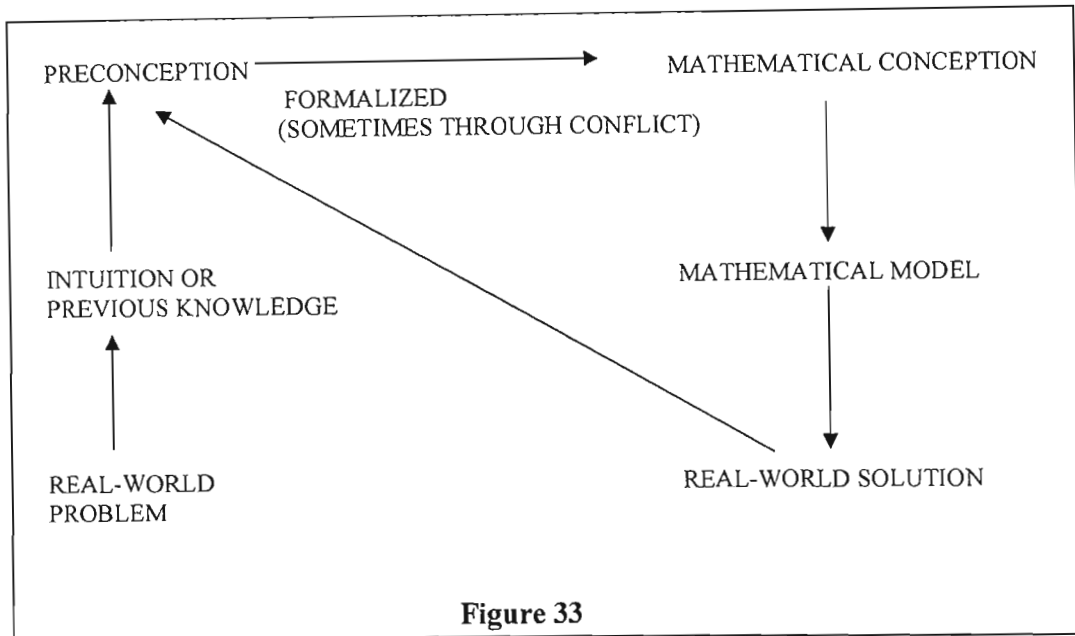 PRECONCEPTION
MATHEMATICAL CONCEPTION
FORMALIZED
(SOMETIMES THROUGH CONFLICT)
INTUITION OR
PREVIOUS KNOWLEDGE
MATHEMATICAL MODEL
REAL-WORLD
PROBLEM
REAL-WORLD SOLUTION
Figure 33